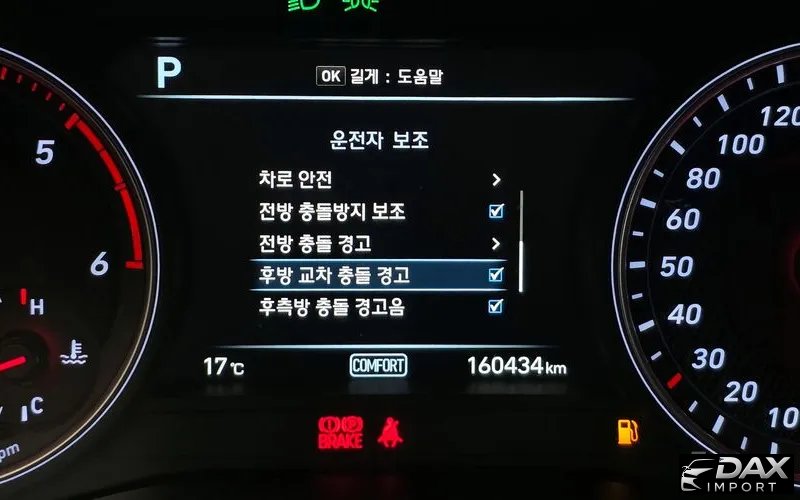 P
OK 길게 : 도움말
운전자 보조
차로 안전
전방 충돌방지 보조
전방 충돌 경고
후방 교차 충돌 경고
후측방 충돌 경고음
17℃
COMFORT
160434 km
5
6
H
C
pm
120
100
80
60
50
40
30
20
10
BRAKE
DAX
IMPORT